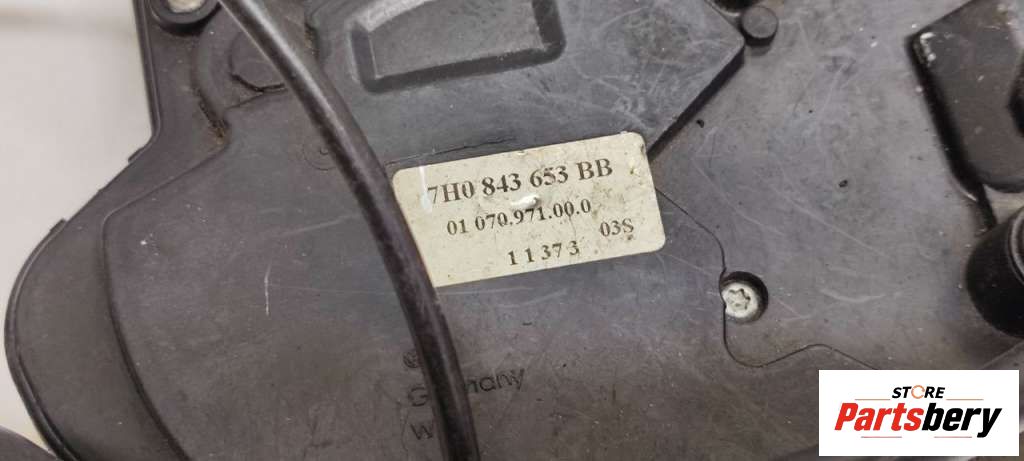 7H0 843 653 BB
01 070.971.00.0
03S
11373
Germany
STORE
Partsbery